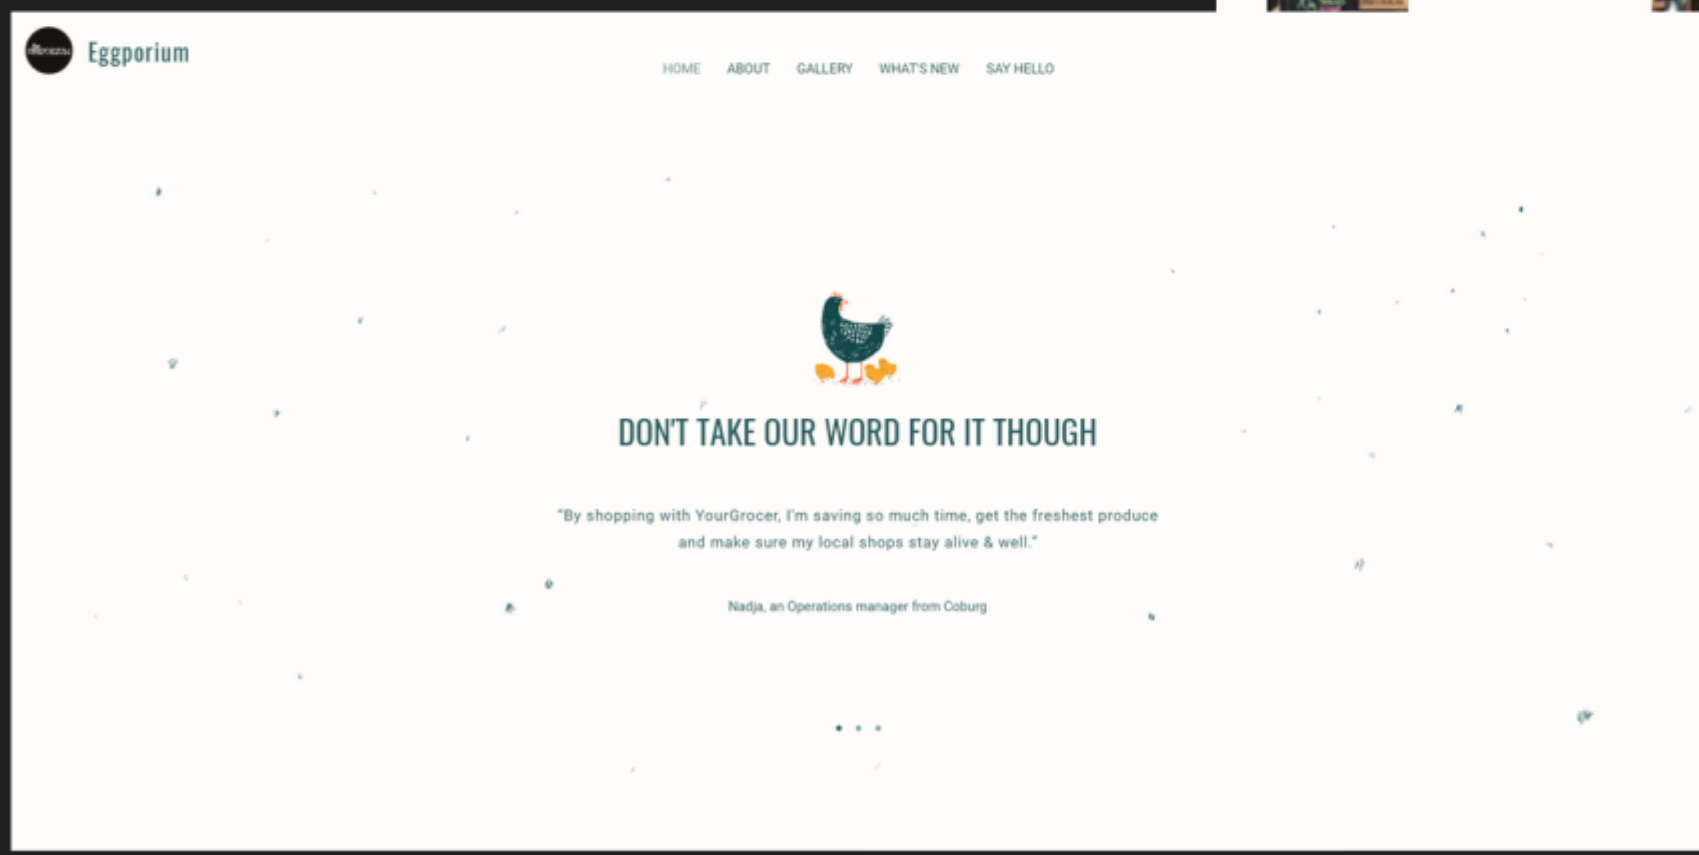 Eggporium
HOME ABOUT GALLERY WHAT'S NEW SAY HELLO
DON'T TAKE OUR WORD FOR IT THOUGH
“By shopping with YourGrocer, I'm saving so much time, get the freshest produce
and make sure my local shops stay alive & well.”
Nadja, an Operations manager from Coburg